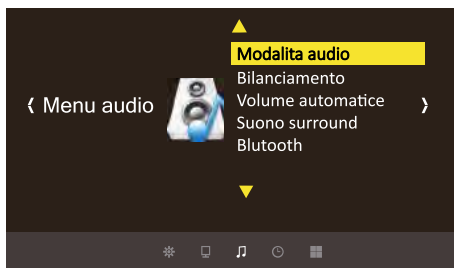 Menu audio
Modalita audio
Bilanciamento
Volume automatice
Suono surround
Blutooth